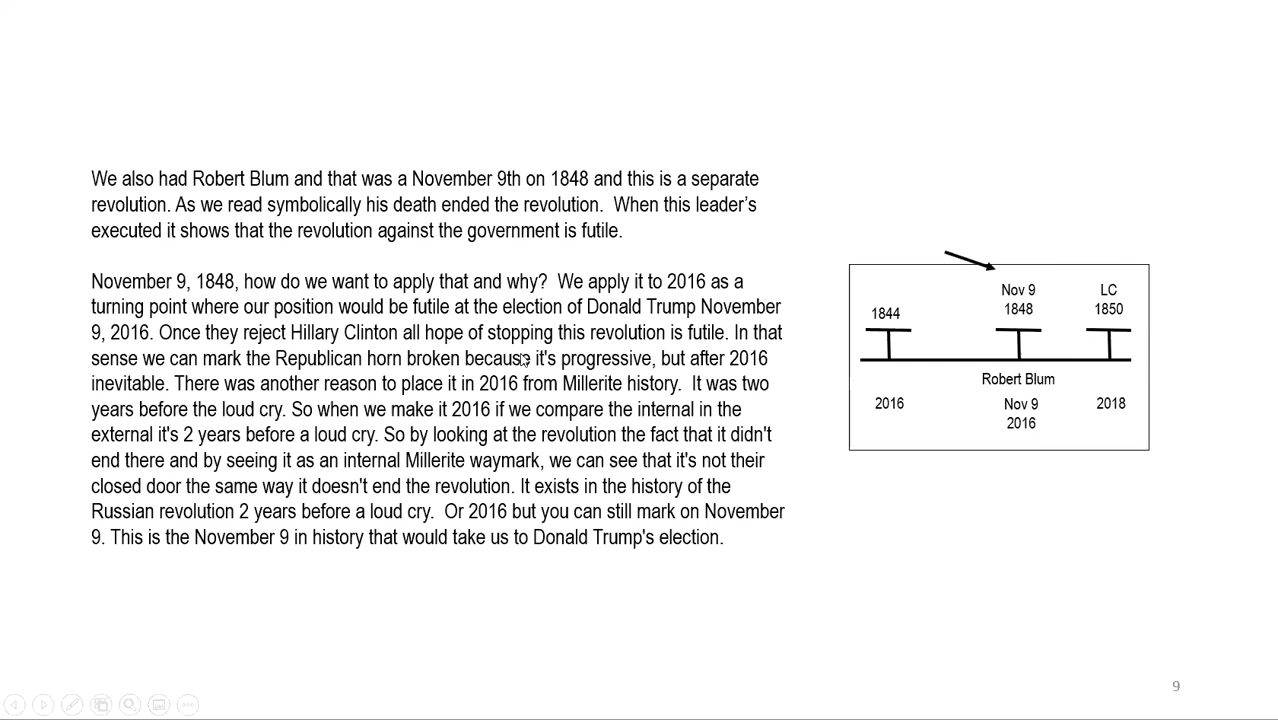 We also had Robert Blum and that was a November 9th on 1848 and this is a separate
revolution. As we read symbolically his death ended the revolution.  When this leader’s
executed it shows that the revolution against the government is futile.
November 9, 1848, how do we want to apply that and why?  We apply it to 2016 as a
turning point where our position would be futile at the election of Donald Trump November
9, 2016. Once they reject Hillary Clinton all hope of stopping this revolution is futile. In that
sense we can mark the Republican horn broken because it's progressive, but after 2016
inevitable. There was another reason to place it in 2016 from Millerite history.  It was two
years before the loud cry. So when we make it 2016 if we compare the internal in the
external it's 2 years before a loud cry. So by looking at the revolution the fact that it didn't
end there and by seeing it as an internal Millerite waymark, we can see that it's not their
closed door the same way it doesn't end the revolution. It exists in the history of the
Russian revolution 2 years before a loud cry.  Or 2016 but you can still mark on November
9. This is the November 9 in history that would take us to Donald Trump's election.
1844
Nov 9
1848
LC
1850
Robert Blum
2016
Nov 9
2016
2018
9